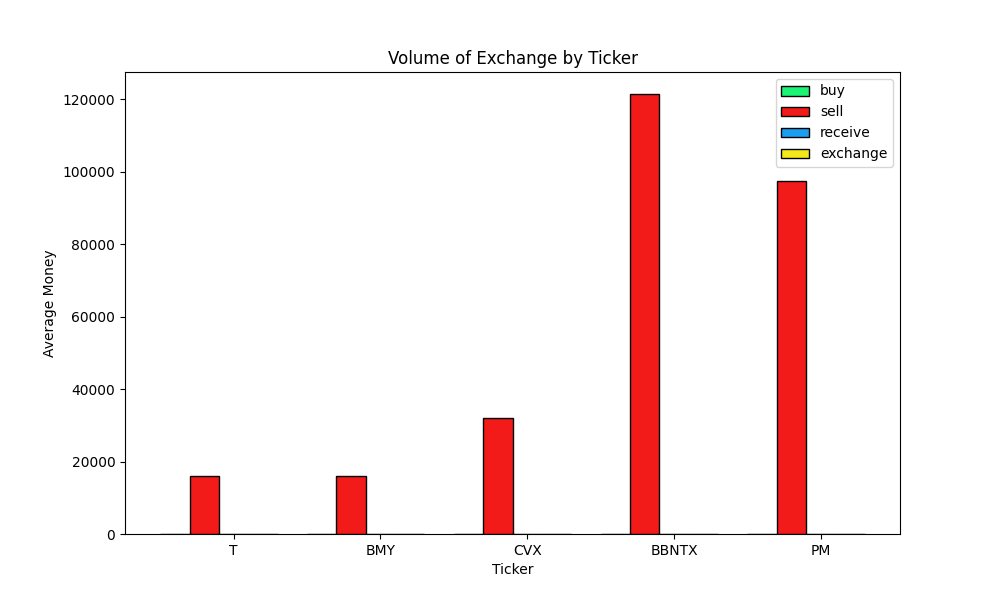 Volume of Exchange by Ticker
buy
sell
receive
exchange
120000
100000
80000
60000
40000
20000
0
Average Money
T BMY CVX BBNTX PM
Ticker